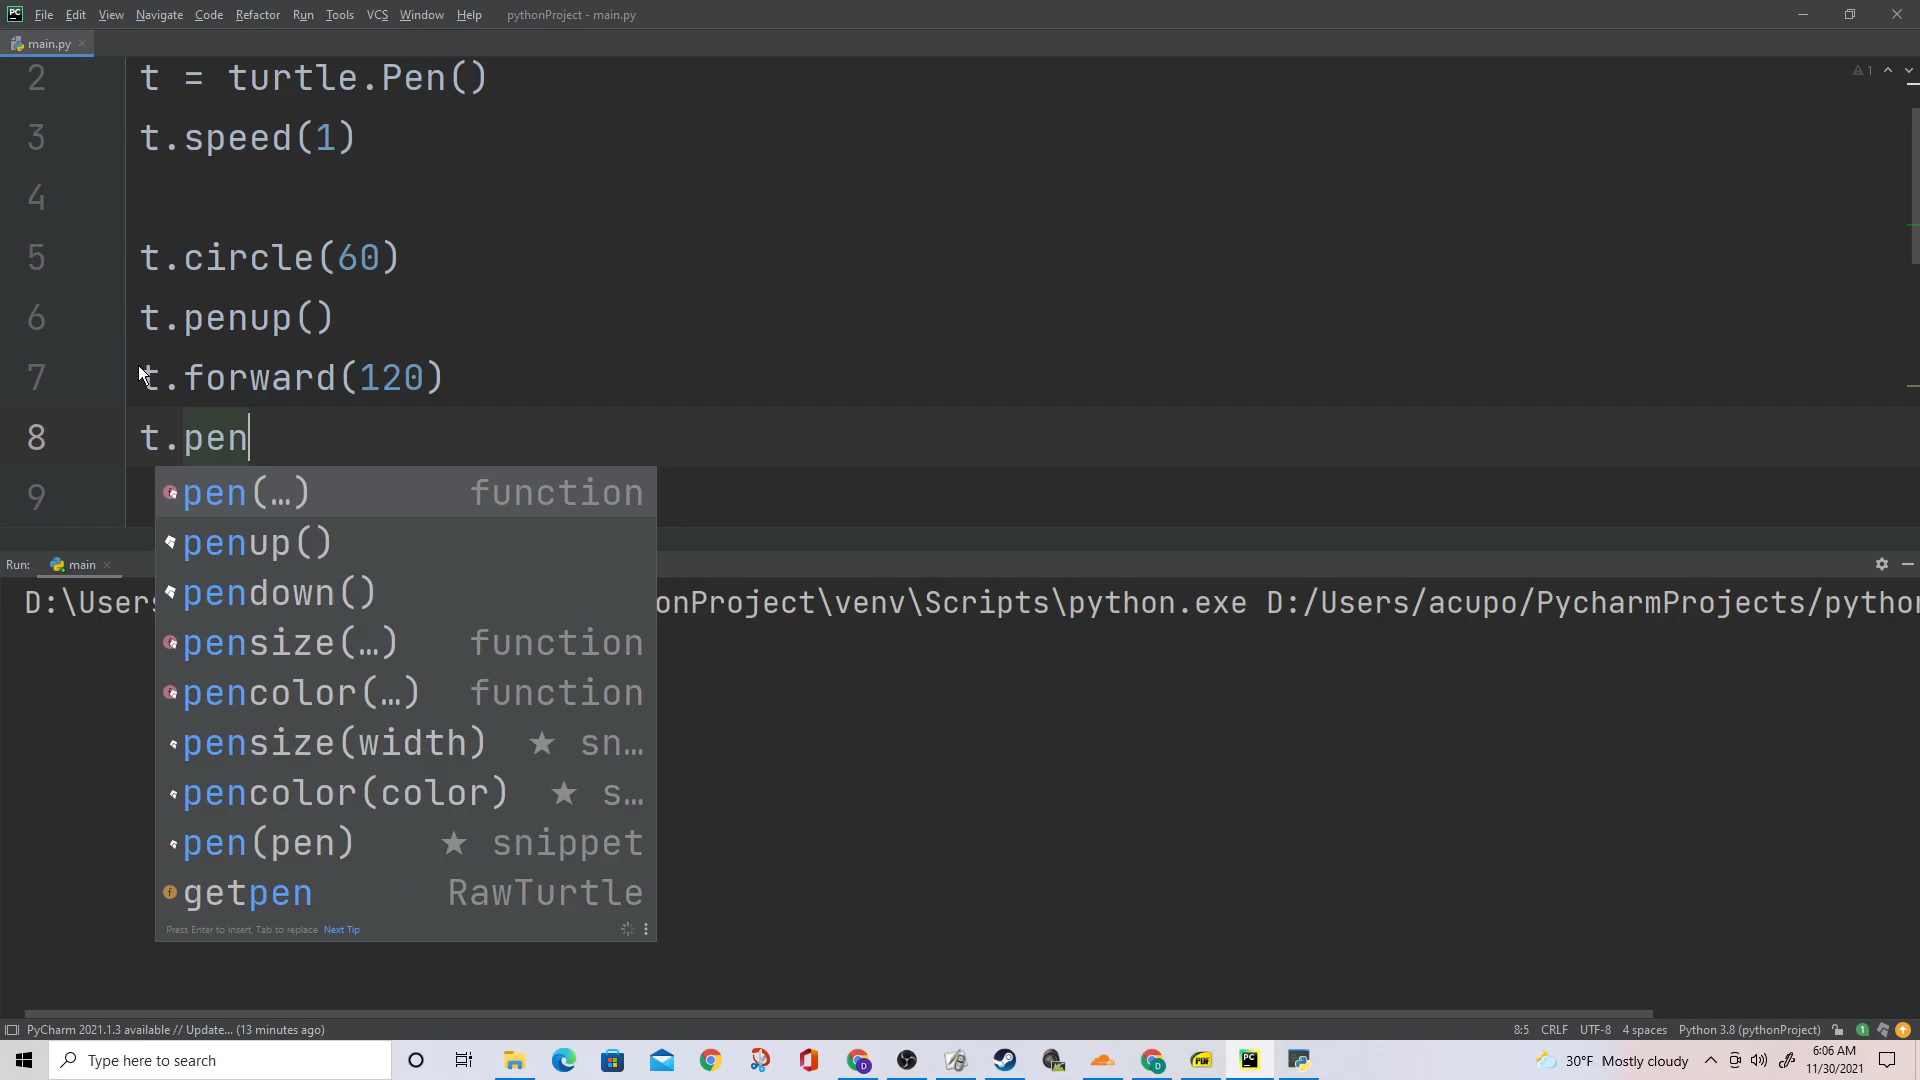 PC File Edit View Navigate Code Refactor Run Tools VCS Window Help pythonProject - main.py
main.py
1
2 t = turtle.Pen()
3 t.speed(1)
4
5 t.circle(60)
6 t.penup()
7 t.forward(120)
8 t.pen
9
pen(…) function
penup()
pendown()
pensize(…) function
pencolor(…) function
pensize(width) ★ sn…
pencolor(color) ★ s…
pen(pen) ★ snippet
getpen RawTurtle
Press Enter to insert, Tab to replace Next Tip
Run: main
D:\Users onProject\venv\Scripts\python.exe D:/Users/acupo/PycharmProjects/python
PyCharm 2021.1.3 available // Update... (13 minutes ago) 8:5 CRLF UTF-8 4 spaces Python 3.8 (pythonProject) 1
Type here to search 30°F Mostly cloudy 6:06 AM
11/30/2021